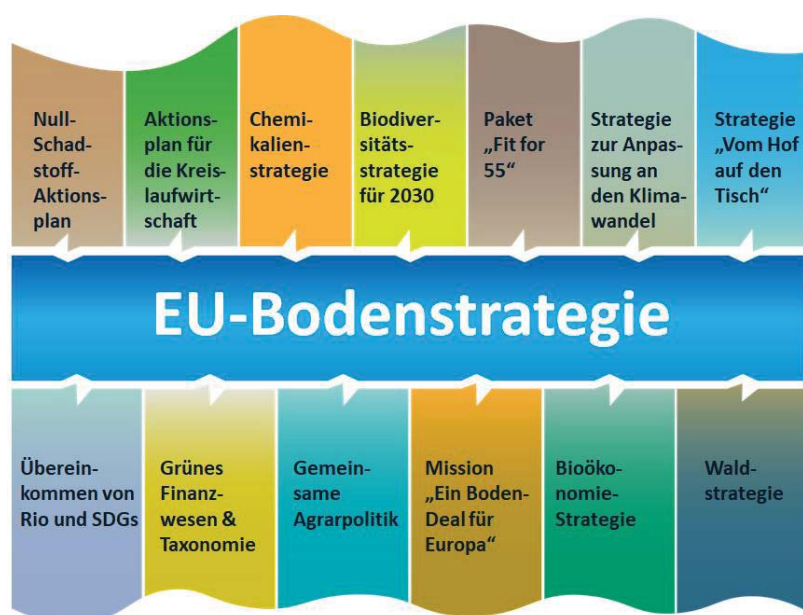 Null-
Schad-
stoff-
Aktions-
plan
Aktions-
plan für
die Kreis-
laufwirt-
schaft
Chemi-
kalien-
strategie
Biodiver-
sitäts-
strategie
für 2030
Paket
„Fit for
55“
Strategie
zur Anpas-
sung an
den Klima-
wandel
Strategie
„Vom Hof
auf den
Tisch“
EU-Bodenstrategie
Überein-
kommen von
Rio und SDGs
Grünes
Finanz-
wesen &
Taxonomie
Gemein-
same
Agrarpolitik
Mission
„Ein Boden-
Deal für
Europa“
Bioöko-
nomie-
Strategie
Wald-
strategie